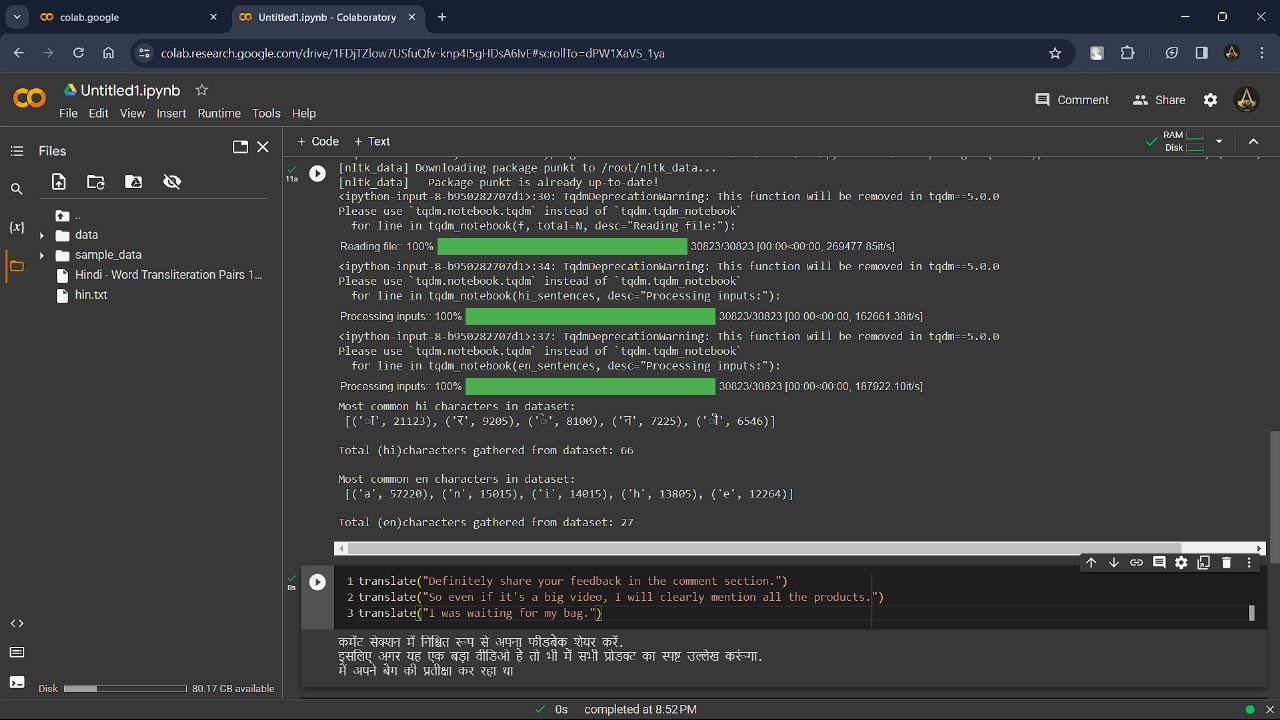 colab.google
Untitled1.ipynb - Colaboratory
colab.research.google.com/drive/1FDjTZlow7USfuQfv-knp4I5gHDsA6IvE#scrollTo=dPW1XaVS_1ya
Untitled1.ipynb
File Edit View Insert Runtime Tools Help
Comment Share
Files
+ Code + Text
RAM
Disk
..
data
sample_data
Hindi - Word Transliteration Pairs 1...
hin.txt
11s
[nltk_data] Downloading package punkt to /root/nltk_data...
[nltk_data] Package punkt is already up-to-date!
<ipython-input-8-b950282707d1>:30: TqdmDeprecationWarning: This function will be removed in tqdm==5.0.0
Please use `tqdm.notebook.tqdm` instead of `tqdm.tqdm_notebook`
for line in tqdm_notebook(f, total=N, desc="Reading file:"):
Reading file:: 100% 30823/30823 [00:00<00:00, 269477.85it/s]
<ipython-input-8-b950282707d1>:34: TqdmDeprecationWarning: This function will be removed in tqdm==5.0.0
Please use `tqdm.notebook.tqdm` instead of `tqdm.tqdm_notebook`
for line in tqdm_notebook(hi_sentences, desc="Processing inputs:"):
Processing inputs:: 100% 30823/30823 [00:00<00:00, 162661.38it/s]
<ipython-input-8-b950282707d1>:37: TqdmDeprecationWarning: This function will be removed in tqdm==5.0.0
Please use `tqdm.notebook.tqdm` instead of `tqdm.tqdm_notebook`
for line in tqdm_notebook(en_sentences, desc="Processing inputs:"):
Processing inputs:: 100% 30823/30823 [00:00<00:00, 187922.10it/s]
Most common hi characters in dataset:
[('ा', 21123), ('र', 9205), ('े', 8100), ('न', 7225), ('ी', 6546)]
Total (hi)characters gathered from dataset: 66
Most common en characters in dataset:
[('a', 57220), ('n', 15015), ('i', 14015), ('h', 13805), ('e', 12264)]
Total (en)characters gathered from dataset: 27
0s
1 translate("Definitely share your feedback in the comment section.")
2 translate("So even if it's a big video, I will clearly mention all the products.")
3 translate("I was waiting for my bag.")
कमेंट सेक्शन में निश्चित रूप से अपना फीडबेक शेयर करें.
इसलिए अगर यह एक बड़ा वीडिओ है तो भी मैं सभी प्रोडक्ट का स्पष्ट उल्लेख करूंगा.
में अपने बैग की प्रतीक्षा कर रहा था
Disk 80.17 GB available
0s completed at 8:52 PM